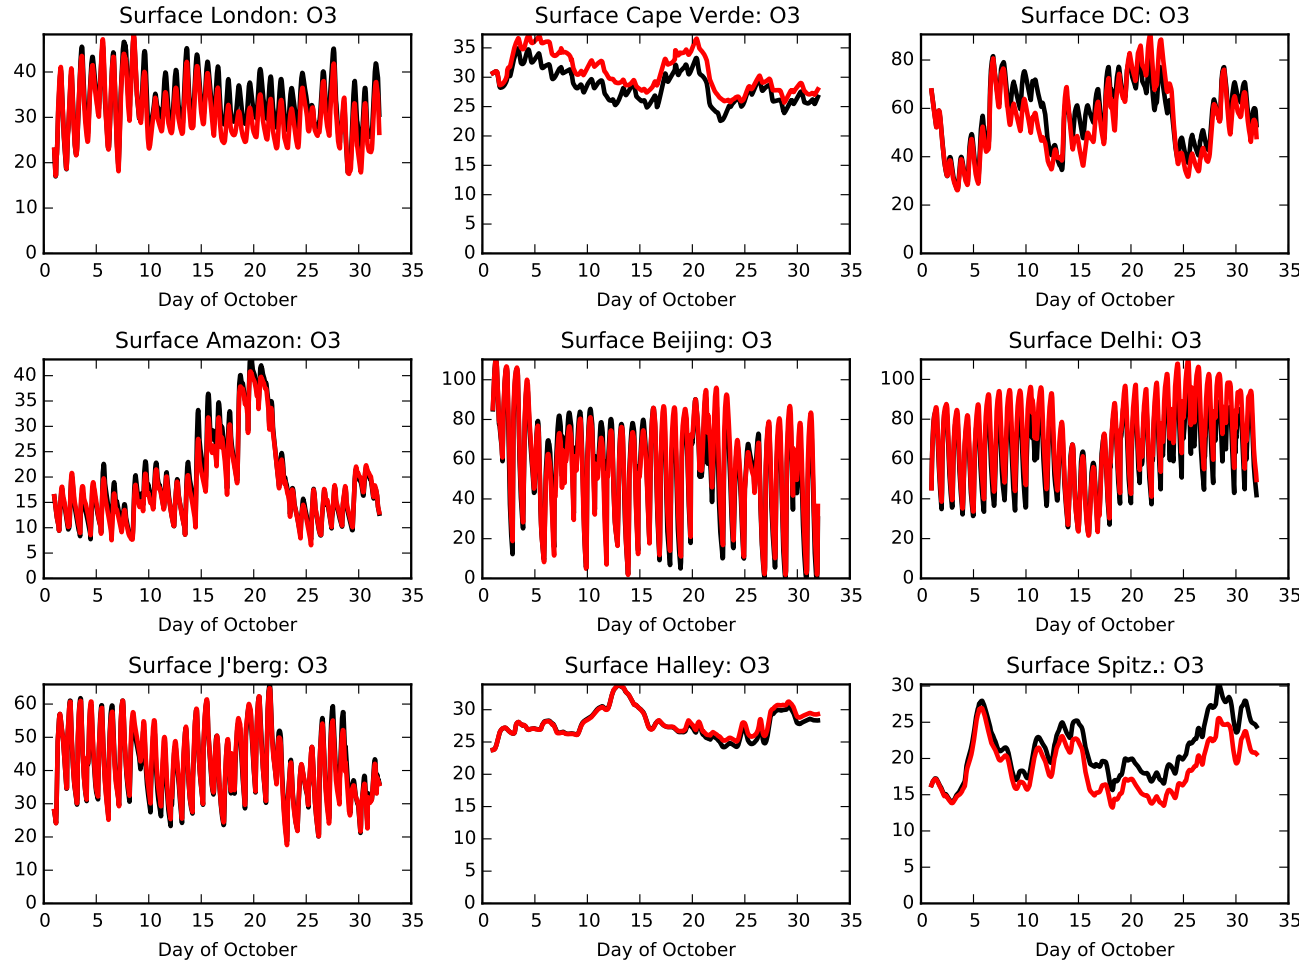 Surface London: O3
Surface Cape Verde: O3
Surface DC: O3
40
30
20
10
0
0 5 10 15 20 25 30 35
Day of October
35
30
25
20
15
10
5
0
0 5 10 15 20 25 30 35
Day of October
80
60
40
20
0
0 5 10 15 20 25 30 35
Day of October
Surface Amazon: O3
Surface Beijing: O3
Surface Delhi: O3
40
35
30
25
20
15
10
5
0
0 5 10 15 20 25 30 35
Day of October
100
80
60
40
20
0
0 5 10 15 20 25 30 35
Day of October
100
80
60
40
20
0
0 5 10 15 20 25 30 35
Day of October
Surface J'berg: O3
Surface Halley: O3
Surface Spitz.: O3
60
50
40
30
20
10
0
0 5 10 15 20 25 30 35
Day of October
30
25
20
15
10
5
0
0 5 10 15 20 25 30 35
Day of October
30
25
20
15
10
5
0
0 5 10 15 20 25 30 35
Day of October